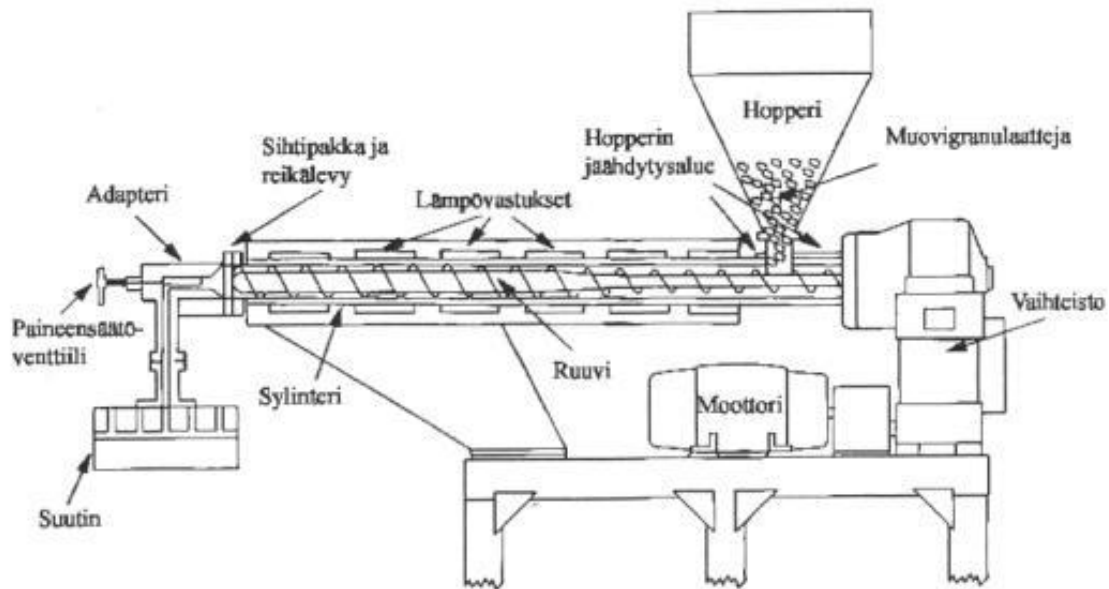 Hopperi
Muovigranulaatteja
Hopperin
jäähdytysalue
Sihtipakka ja
reikälevy
Lämpövastukset
Adapteri
Paineensäätö-
venttiili
Vaihteisto
Ruuvi
Sylinteri
Moottori
Suutin